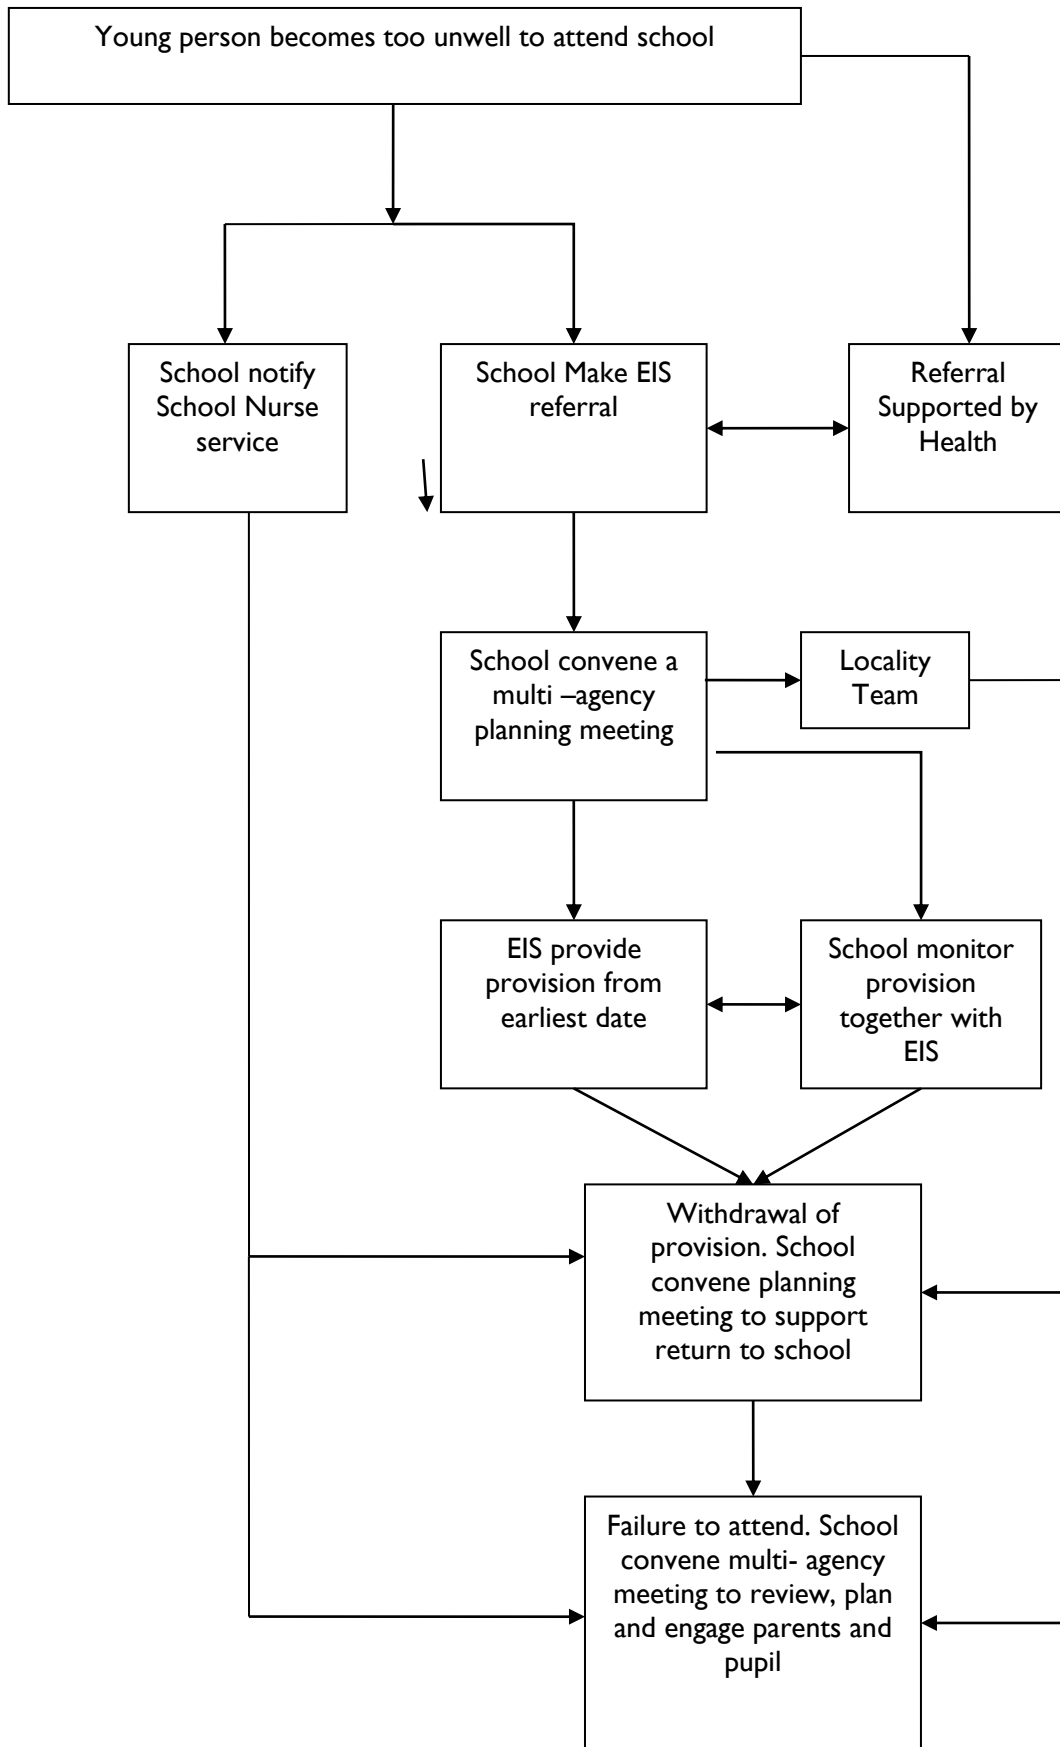 Young person becomes too unwell to attend school
School notify
School Nurse
service
School Make EIS
referral
Referral
Supported by
Health
School convene a
multi –agency
planning meeting
Locality
Team
EIS provide
provision from
earliest date
School monitor
provision
together with
EIS
Withdrawal of
provision. School
convene planning
meeting to support
return to school
Failure to attend. School
convene multi- agency
meeting to review, plan
and engage parents and
pupil